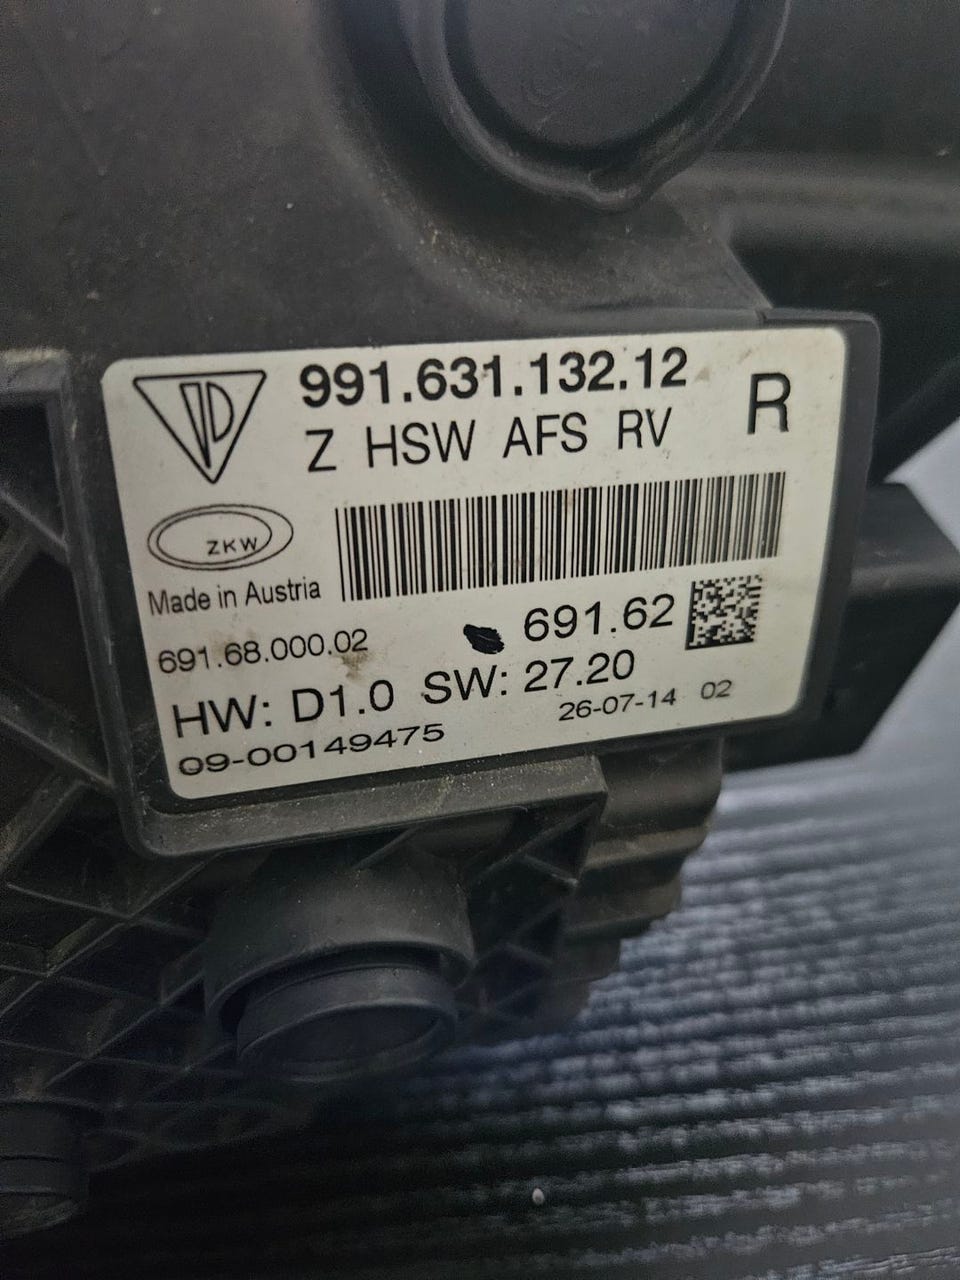 991.631.132.12
R
Z HSW AFS RV
ZKW
Made in Austria
691.68.000.02
691.62
HW: D1.0 SW: 27.20
09-00149475
26-07-14 02